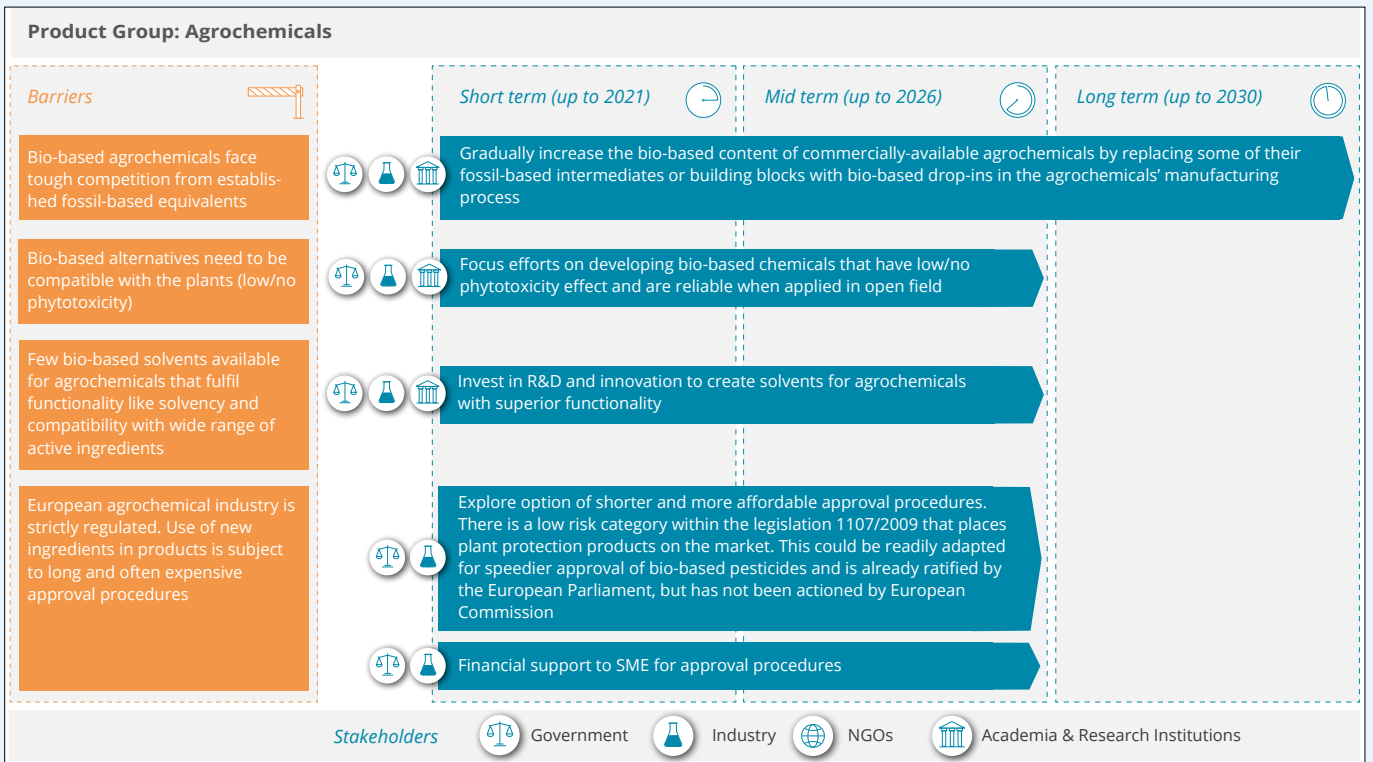 Product Group: Agrochemicals
Barriers
Short term (up to 2021)
Mid term (up to 2026)
Long term (up to 2030)
Bio-based agrochemicals face
tough competition from establis-
hed fossil-based equivalents
Gradually increase the bio-based content of commercially-available agrochemicals by replacing some of their
fossil-based intermediates or building blocks with bio-based drop-ins in the agrochemicals’ manufacturing
process
Bio-based alternatives need to be
compatible with the plants (low/no
phytotoxicity)
Focus efforts on developing bio-based chemicals that have low/no
phytotoxicity effect and are reliable when applied in open field
Few bio-based solvents available
for agrochemicals that fulfil
functionality like solvency and
compatibility with wide range of
active ingredients
Invest in R&D and innovation to create solvents for agrochemicals
with superior functionality
European agrochemical industry is
strictly regulated. Use of new
ingredients in products is subject
to long and often expensive
approval procedures
Explore option of shorter and more affordable approval procedures.
There is a low risk category within the legislation 1107/2009 that places
plant protection products on the market. This could be readily adapted
for speedier approval of bio-based pesticides and is already ratified by
the European Parliament, but has not been actioned by European
Commission
Financial support to SME for approval procedures
Stakeholders
Government
Industry
NGOs
Academia & Research Institutions